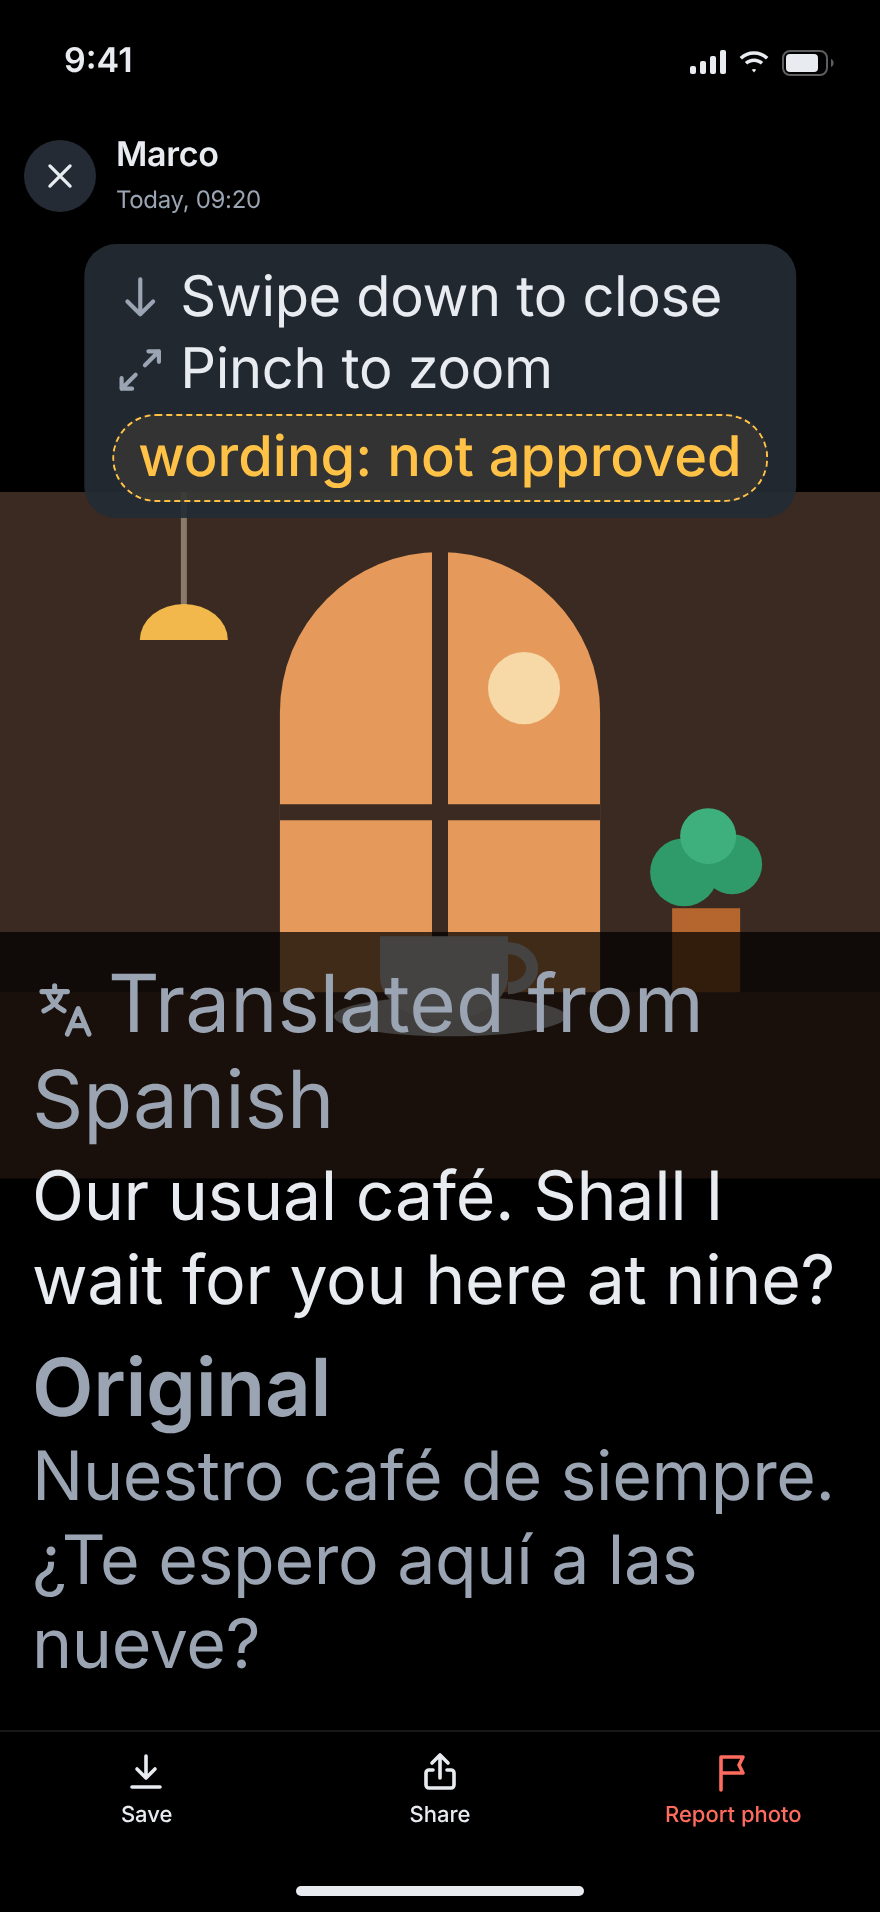 9:41
Marco
Today, 09:20
Swipe down to close
Pinch to zoom
wording: not approved
Translated from
Spanish
Our usual café. Shall I
wait for you here at nine?
Original
Nuestro café de siempre.
¿Te espero aquí a las
nueve?
Save
Share
Report photo